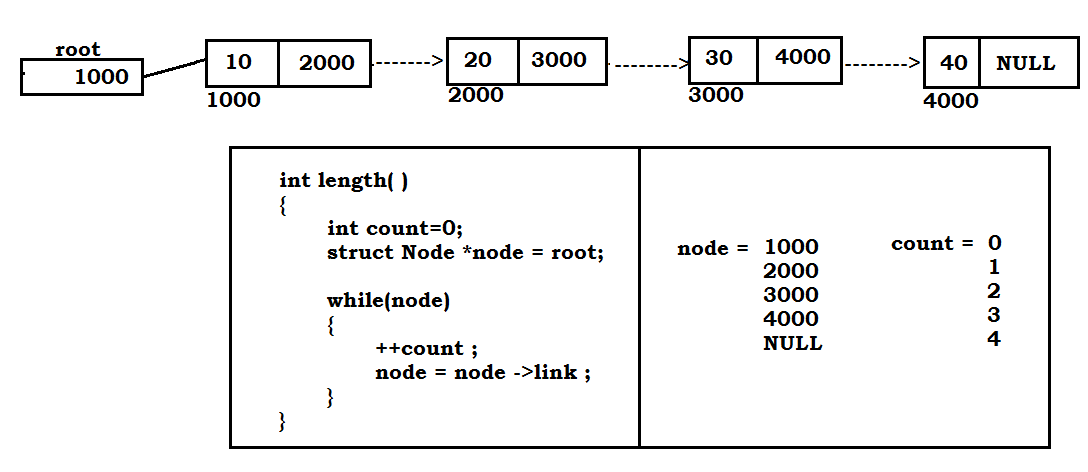 root
1000
10 2000 -------> 20 3000 -------> 30 4000 -------> 40 NULL
1000 2000 3000 4000
int length( )
{
int count=0;
struct Node *node = root;
while(node)
{
++count ;
node = node ->link ;
}
}
node = 1000
2000
3000
4000
NULL
count = 0
1
2
3
4